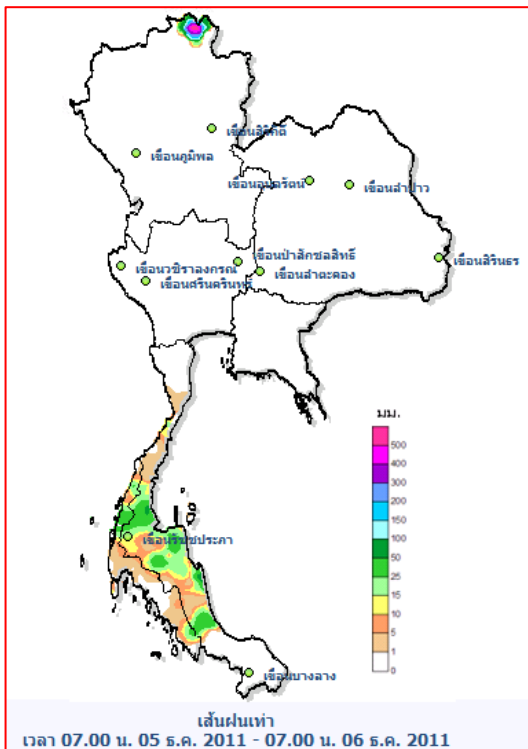 เขื่อนสิริกิติ์
เขื่อนภูมิพล
เขื่อนอุบลรัตน์
เขื่อนลำปาว
เขื่อนป่าสักชลสิทธิ์
เขื่อนสิรินธร
เขื่อนวชิราลงกรณ
เขื่อนลำตะคอง
เขื่อนศรีนครินทร์
มม.
500
400
300
200
150
100
50
25
15
10
5
1
0
เขื่อนรัชชประภา
เขื่อนบางลาง
เส้นฝนเท่า
เวลา 07.00 น. 05 ธ.ค. 2011 - 07.00 น. 06 ธ.ค. 2011